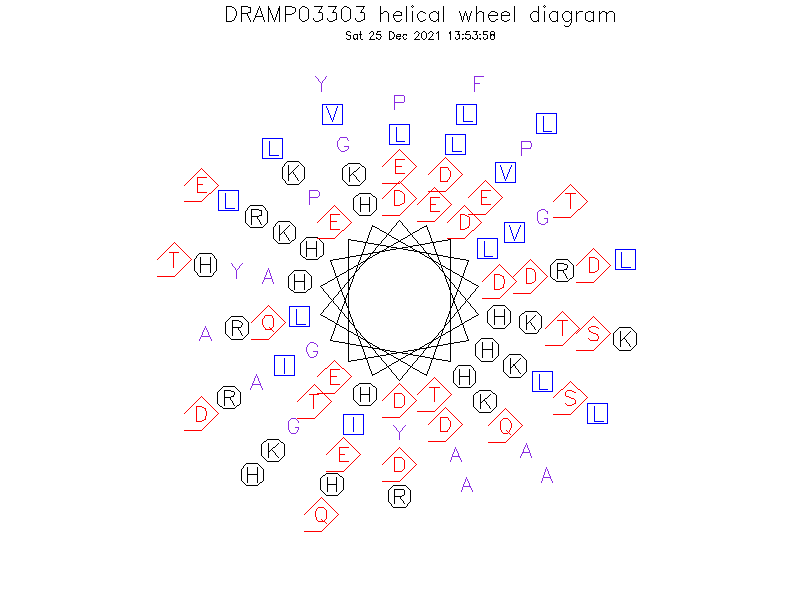 DRAMP03303 helical wheel diagram
Sat 25 Dec 2021 13:53:58
Y F
P
V L
L
L
G L
L P
E
K K D V
E
L P D E T
H E
R G
E D
K V
H L
T H Y R D L
A D
H D
L H
Q K
R T
A S K
G H
I K
E H
A L
H T
R T D K S
D L
G I D Q
Y
K E A A
D
H A
H A
R
Q